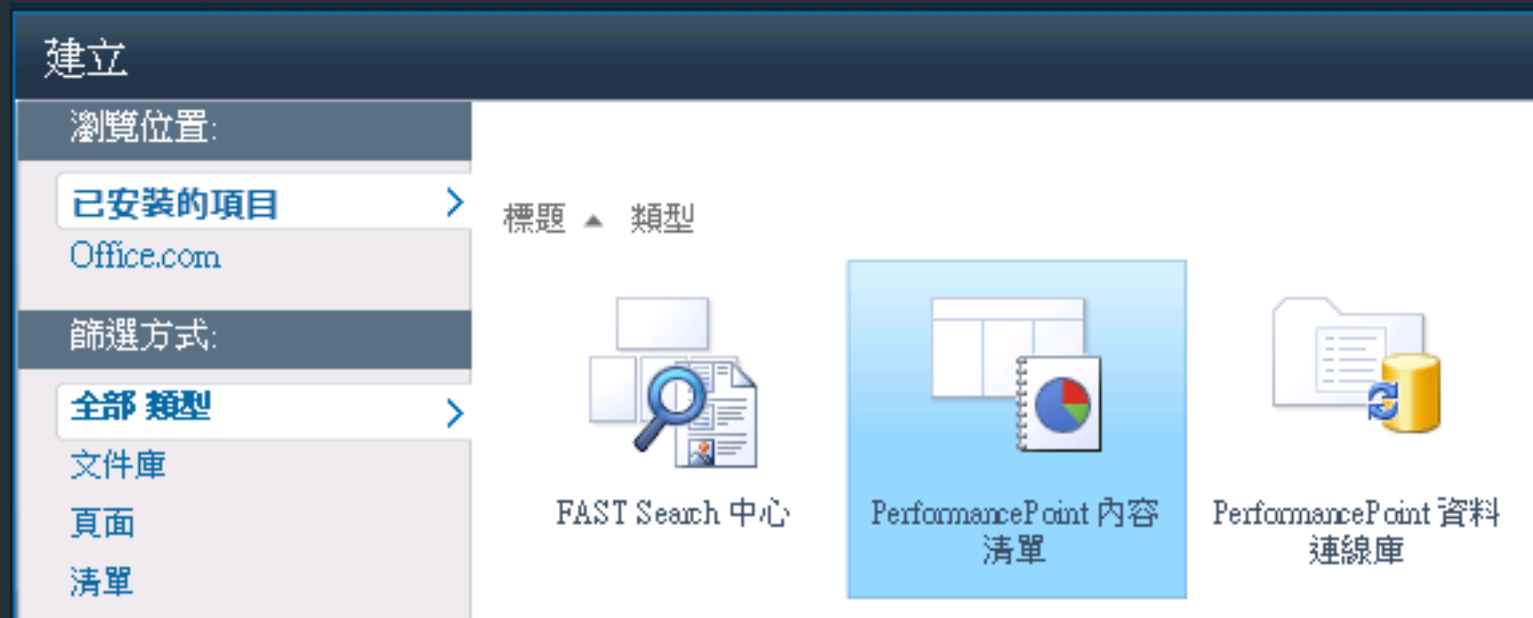 建立
瀏覽位置:
已安裝的項目
Office.com
篩選方式:
全部 類型
文件庫
頁面
清單
標題 類型
FAST Search 中心
PerformancePoint 內容
清單
PerformancePoint 資料
連線庫